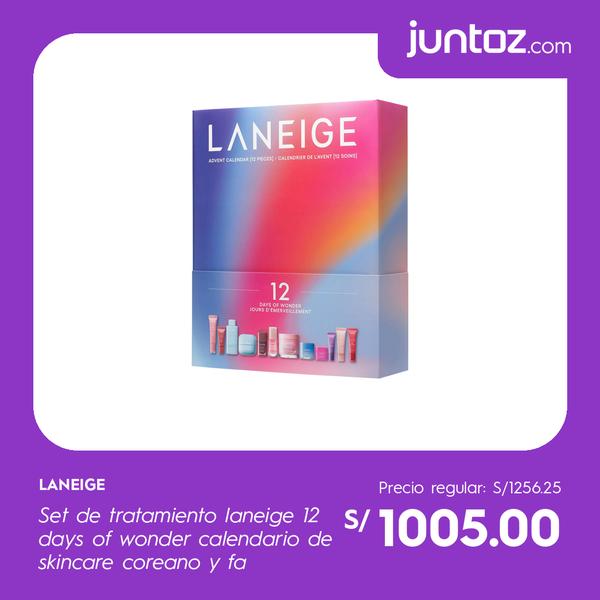 juntoz.com
LANEIGE
ADVENT CALENDAR [12 PIECES] / CALENDRIER DE L'AVENT [12 SOINS]
12
DAYS OF WONDER
JOURS D'ÉMERVEILLEMENT
LANEIGE
Set de tratamiento laneige 12
days of wonder calendario de
skincare coreano y fa
Precio regular: S/1256.25
S/ 1005.00